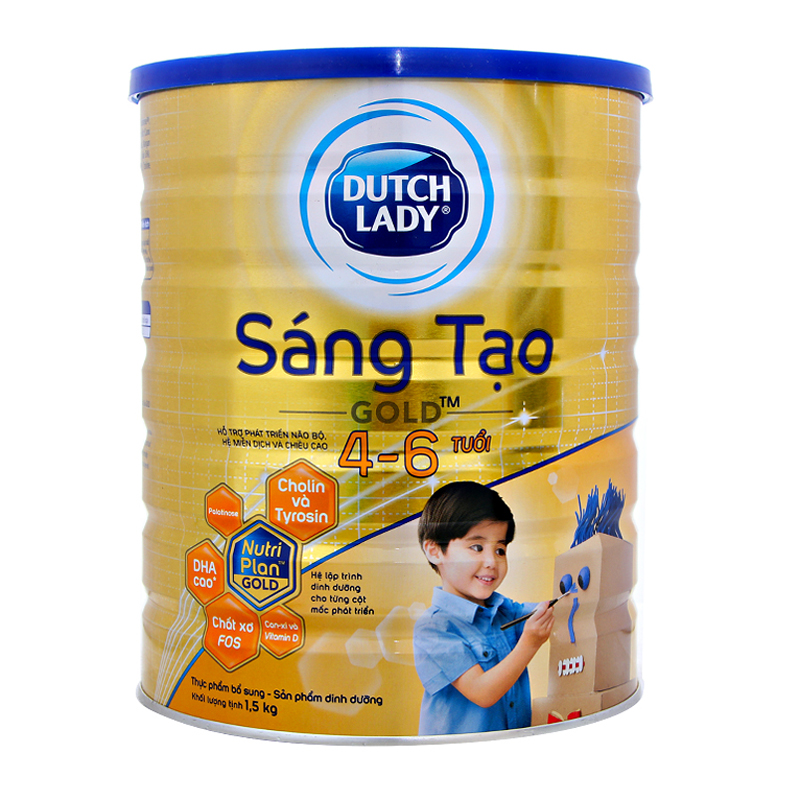 DUTCH
LADY®
Sáng Tạo
GOLD™
HỖ TRỢ PHÁT TRIỂN NÃO BỘ,
HỆ MIỄN DỊCH VÀ CHIỀU CAO
4-6 TUỔI
Cholin
và
Tyrosin
Palatinose
Nutri
Plan™
GOLD
DHA
cao*
Hệ lập trình
dinh dưỡng
cho từng cột
mốc phát triển
Chất xơ
FOS
Can-xi và
Vitamin D
Thực phẩm bổ sung - Sản phẩm dinh dưỡng
Khối lượng tịnh 1,5 kg